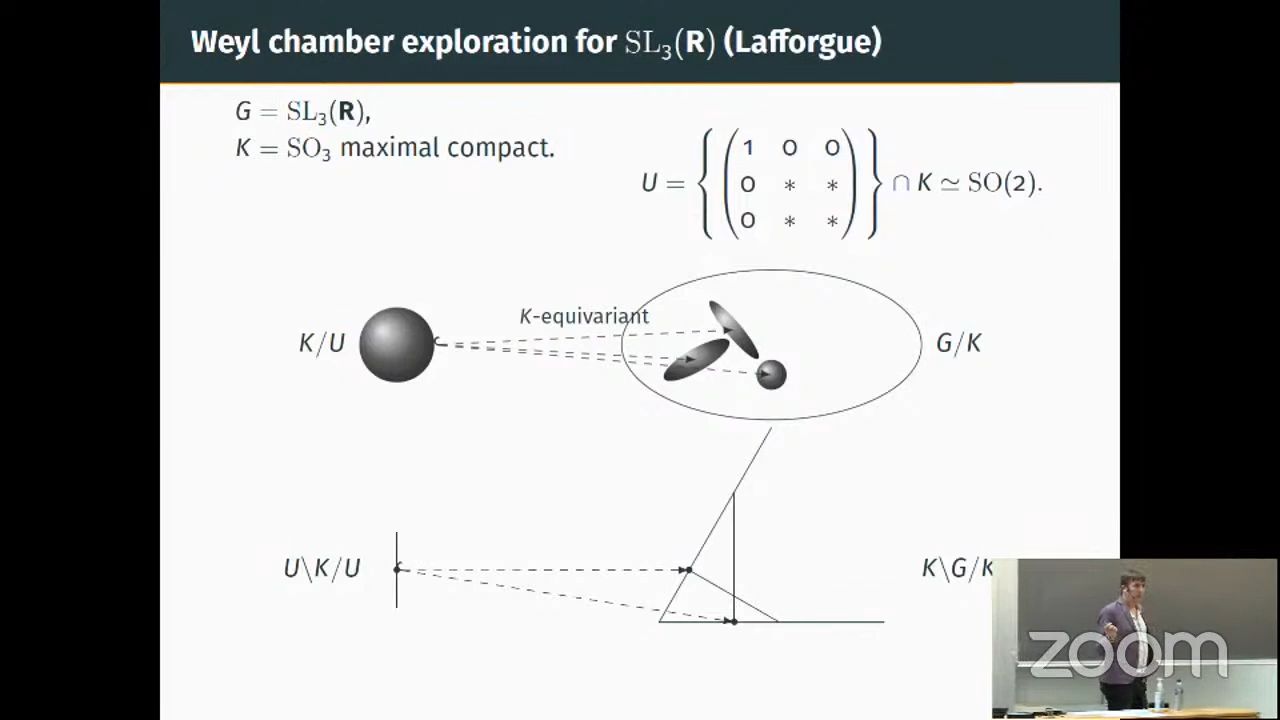 Weyl chamber exploration for SL₃(R) (Lafforgue)
G = SL₃(R),
K = SO₃ maximal compact.
U = { ( 1 0 0
0 * *
0 * * ) } ∩ K ≃ SO(2).
K-equivariant
K/U
G/K
U\K/U
K\G/K
zoom